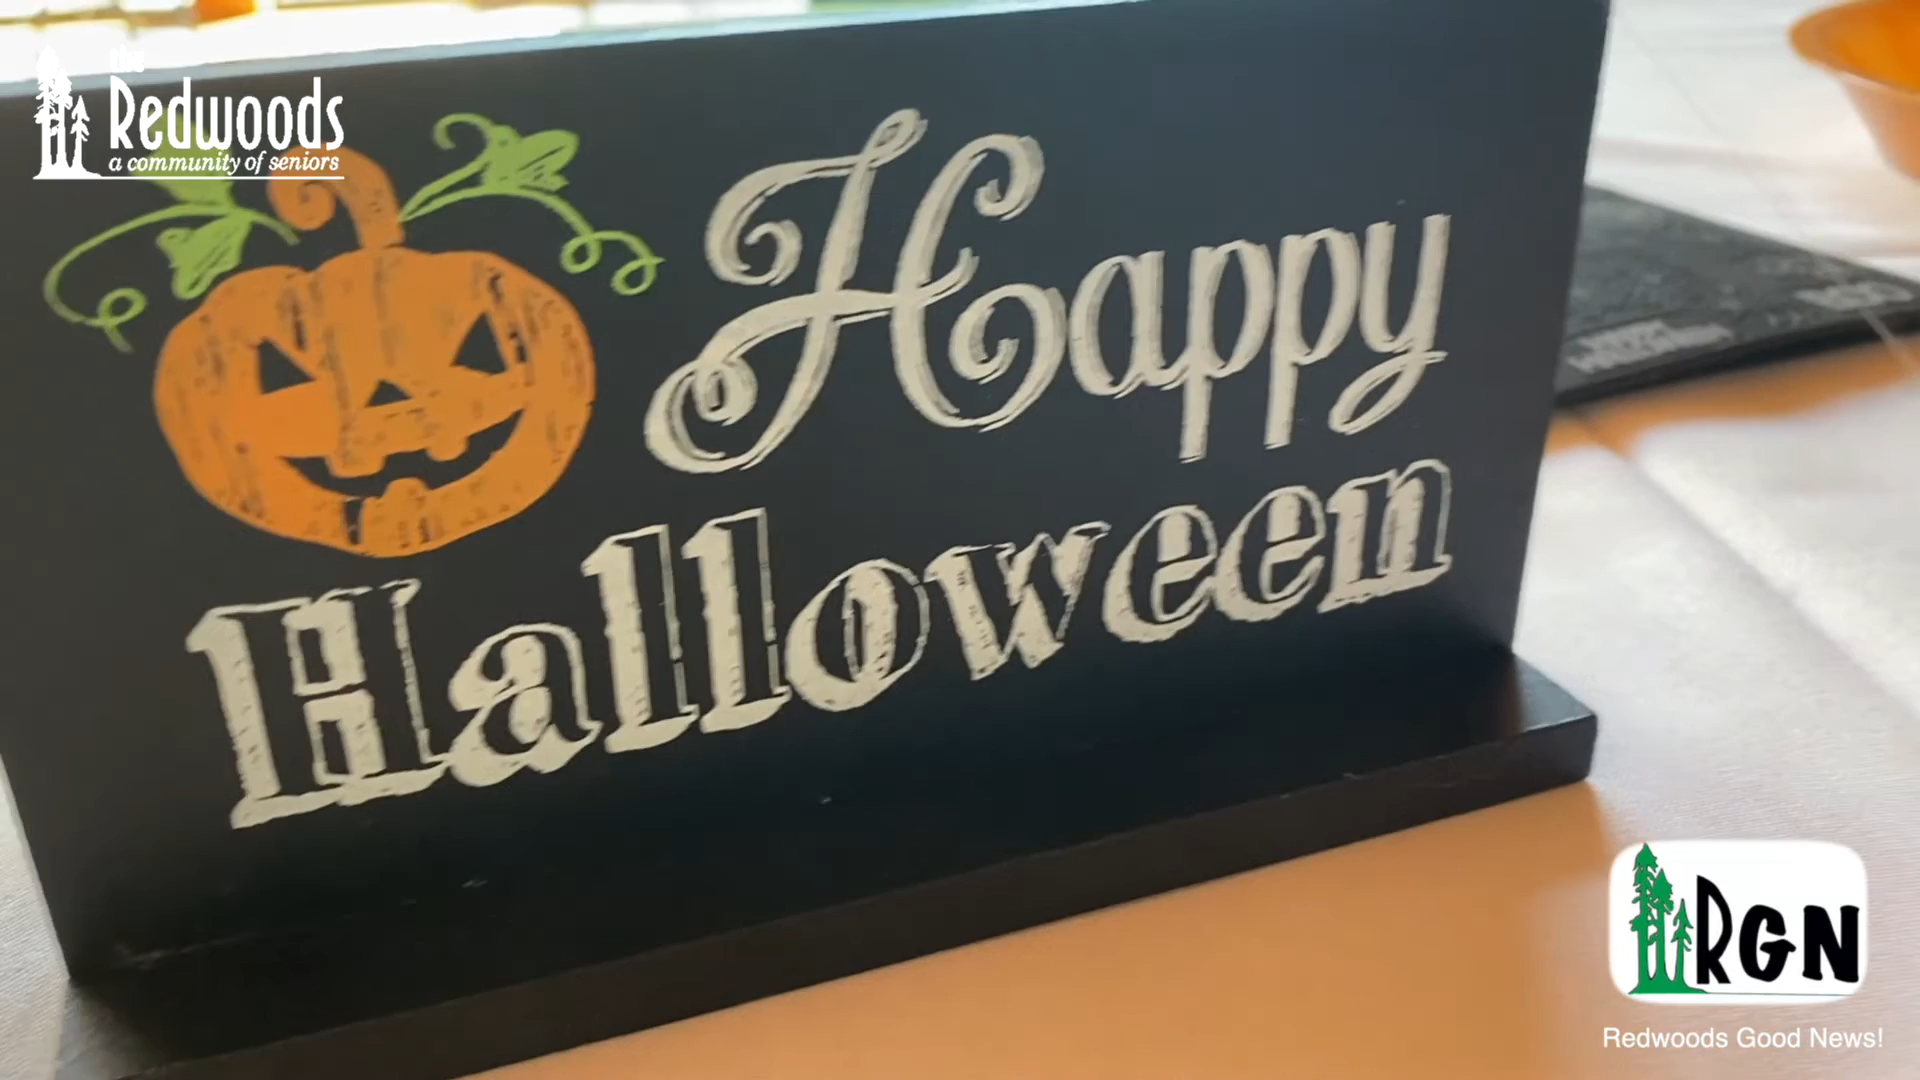 the
Redwoods
a community of seniors
Happy
Halloween
RGN
Redwoods Good News!